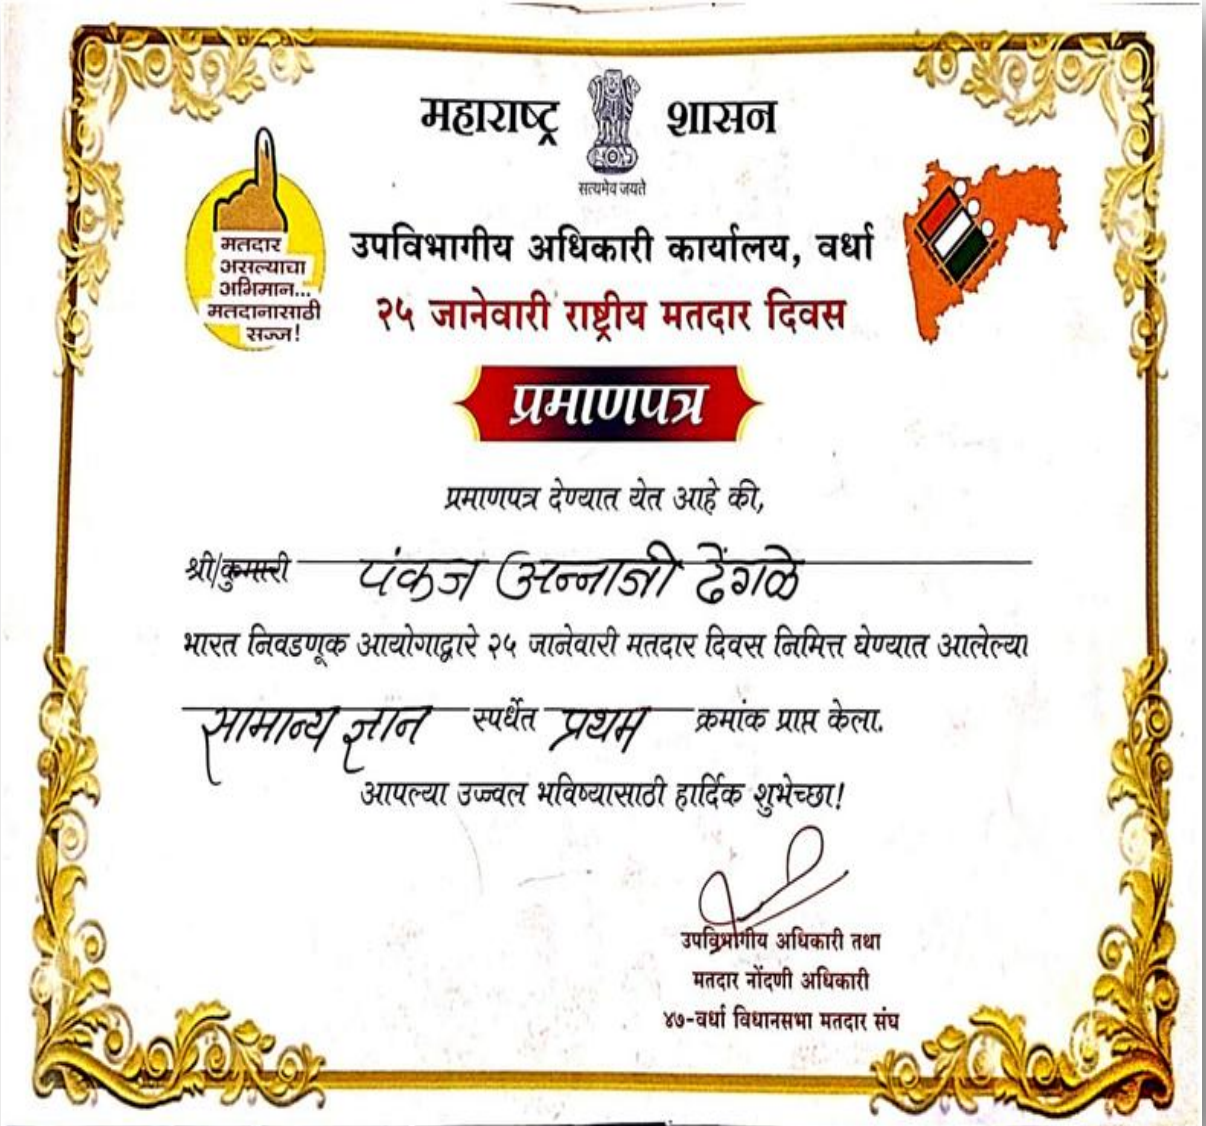 महाराष्ट्र शासन
सत्यमेव जयते
मतदार
असल्याचा
अभिमान...
मतदानासाठी
सज्ज!
उपविभागीय अधिकारी कार्यालय, वर्धा
२५ जानेवारी राष्ट्रीय मतदार दिवस
प्रमाणपत्र
प्रमाणपत्र देण्यात येत आहे की,
श्री/कुमारी पंकज अन्नाजी ढेंगळे
भारत निवडणूक आयोगाद्वारे २५ जानेवारी मतदार दिवस निमित्त घेण्यात आलेल्या
सामान्य ज्ञान स्पर्धेत प्रथम क्रमांक प्राप्त केला.
आपल्या उज्ज्वल भविष्यासाठी हार्दिक शुभेच्छा!
उपविभागीय अधिकारी तथा
मतदार नोंदणी अधिकारी
४७-वर्धा विधानसभा मतदार संघ